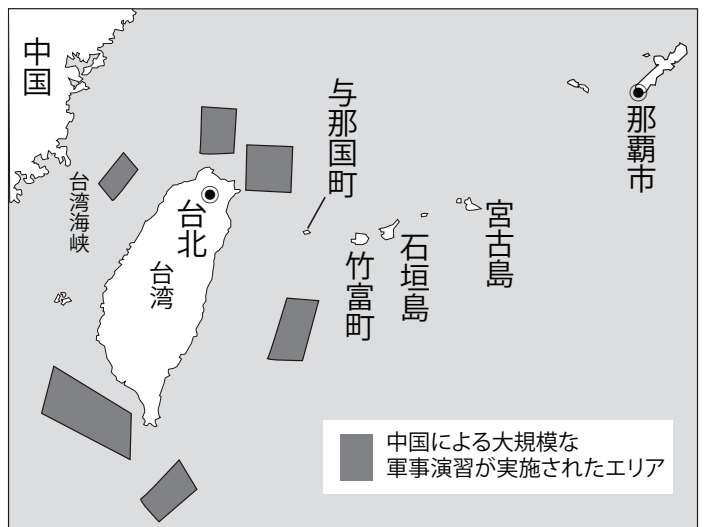 中国
台湾海峡
台北
台湾
与那国町
竹富町
石垣島
宮古島
那覇市
中国による大規模な
軍事演習が実施されたエリア